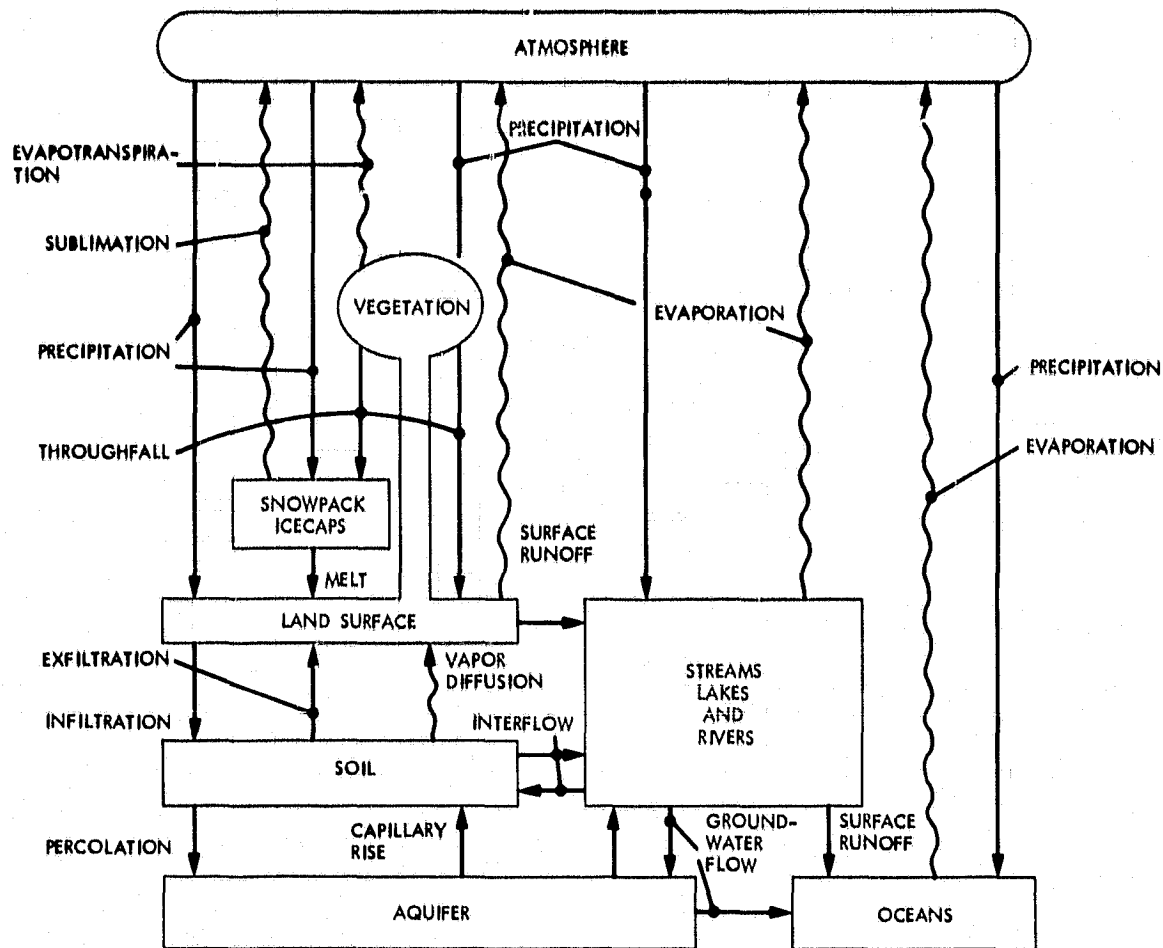 ATMOSPHERE
PRECIPITATION
EVAPOTRANSPIRA-
TION
SUBLIMATION
VEGETATION
EVAPORATION
PRECIPITATION
PRECIPITATION
THROUGHFALL
EVAPORATION
SNOWPACK
ICECAPS
SURFACE
RUNOFF
MELT
LAND SURFACE
EXFILTRATION
VAPOR
DIFFUSION
STREAMS
LAKES
AND
RIVERS
INFILTRATION
INTERFLOW
SOIL
PERCOLATION
CAPILLARY
RISE
GROUND-
WATER
FLOW
SURFACE
RUNOFF
AQUIFER
OCEANS